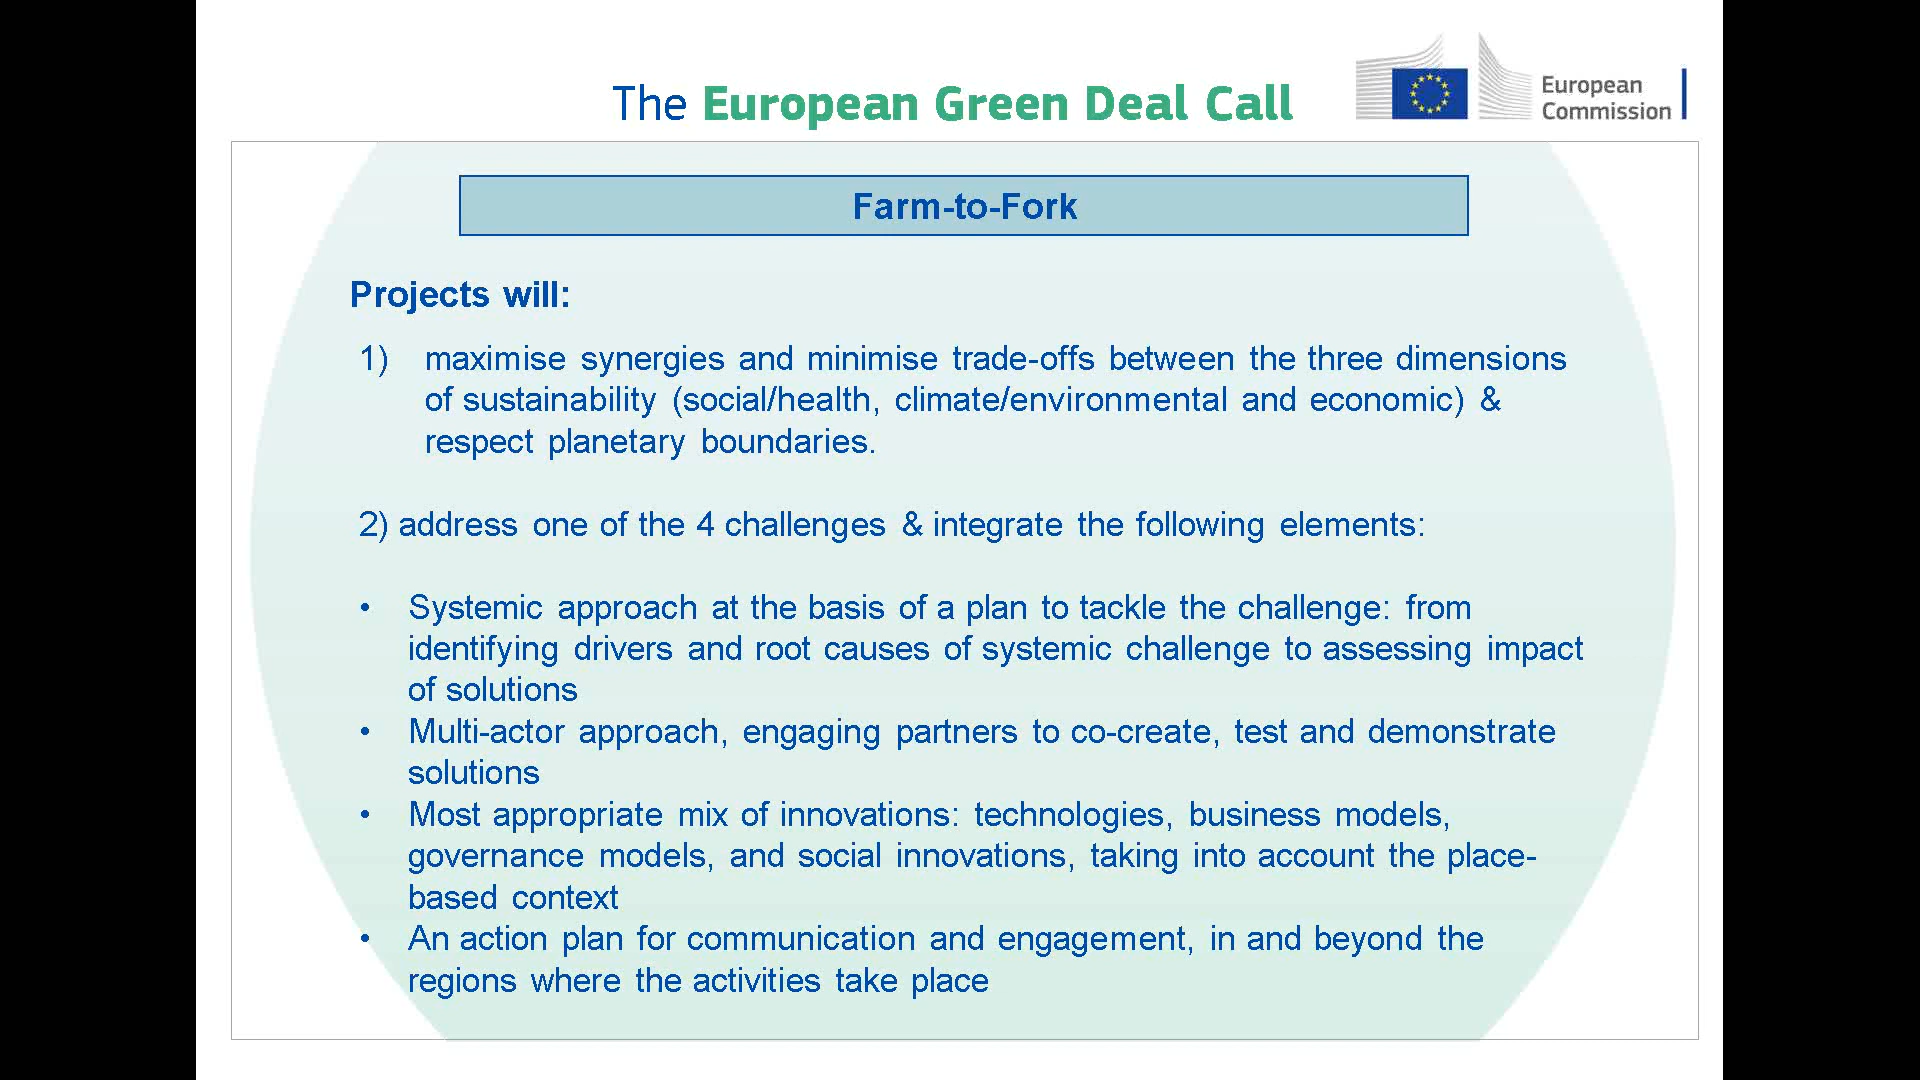 The European Green Deal Call
European
Commission
Farm-to-Fork
Projects will:
1) maximise synergies and minimise trade-offs between the three dimensions
of sustainability (social/health, climate/environmental and economic) &
respect planetary boundaries.
2) address one of the 4 challenges & integrate the following elements:
• Systemic approach at the basis of a plan to tackle the challenge: from
identifying drivers and root causes of systemic challenge to assessing impact
of solutions
• Multi-actor approach, engaging partners to co-create, test and demonstrate
solutions
• Most appropriate mix of innovations: technologies, business models,
governance models, and social innovations, taking into account the place-
based context
• An action plan for communication and engagement, in and beyond the
regions where the activities take place